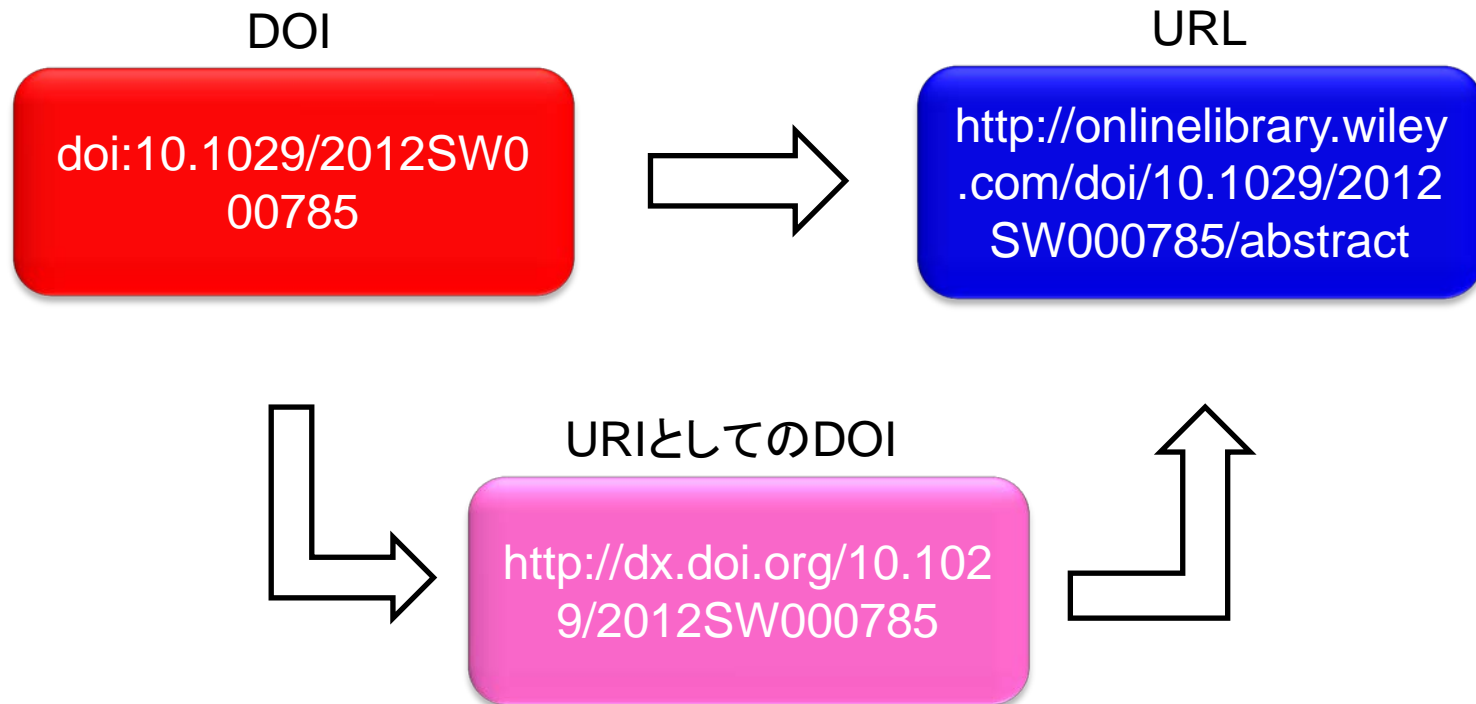 DOI
doi:10.1029/2012SW0
00785
URL
http://onlinelibrary.wiley
.com/doi/10.1029/2012
SW000785/abstract
URIとしてのDOI
http://dx.doi.org/10.102
9/2012SW000785